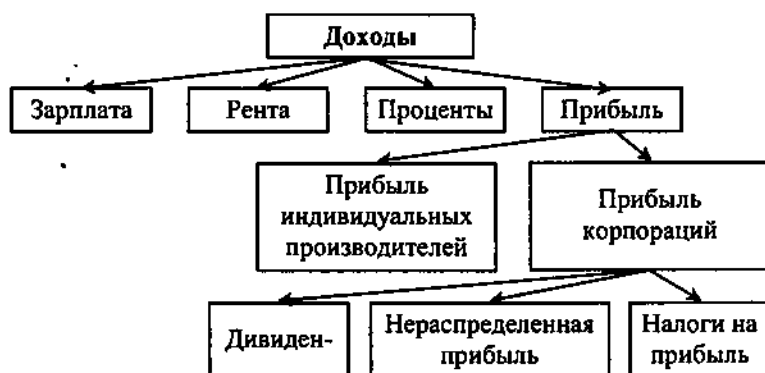 Доходы
Зарплата
Рента
Проценты
Прибыль
Прибыль
индивидуальных
производителей
Прибыль
корпораций
Дивиден-
Нераспределенная
прибыль
Налоги на
прибыль